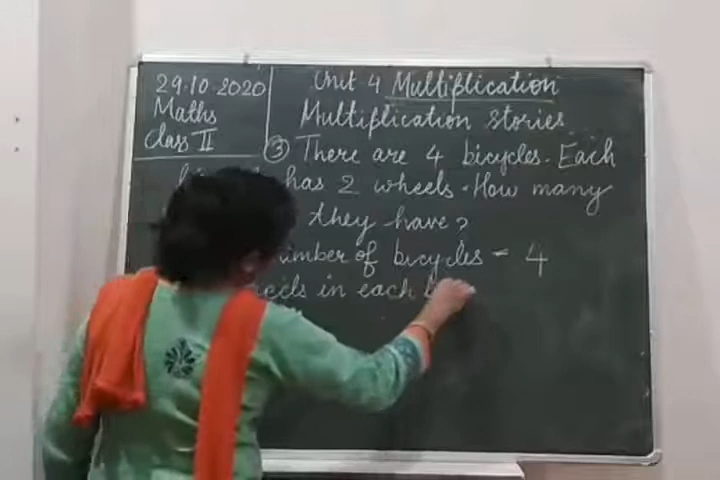 29.10.2020
Maths
Class II
Unit 4 Multiplication
Multiplication Stories
③ There are 4 bicycles. Each
has 2 wheels. How many
they have?
of bicycles = 4
in each